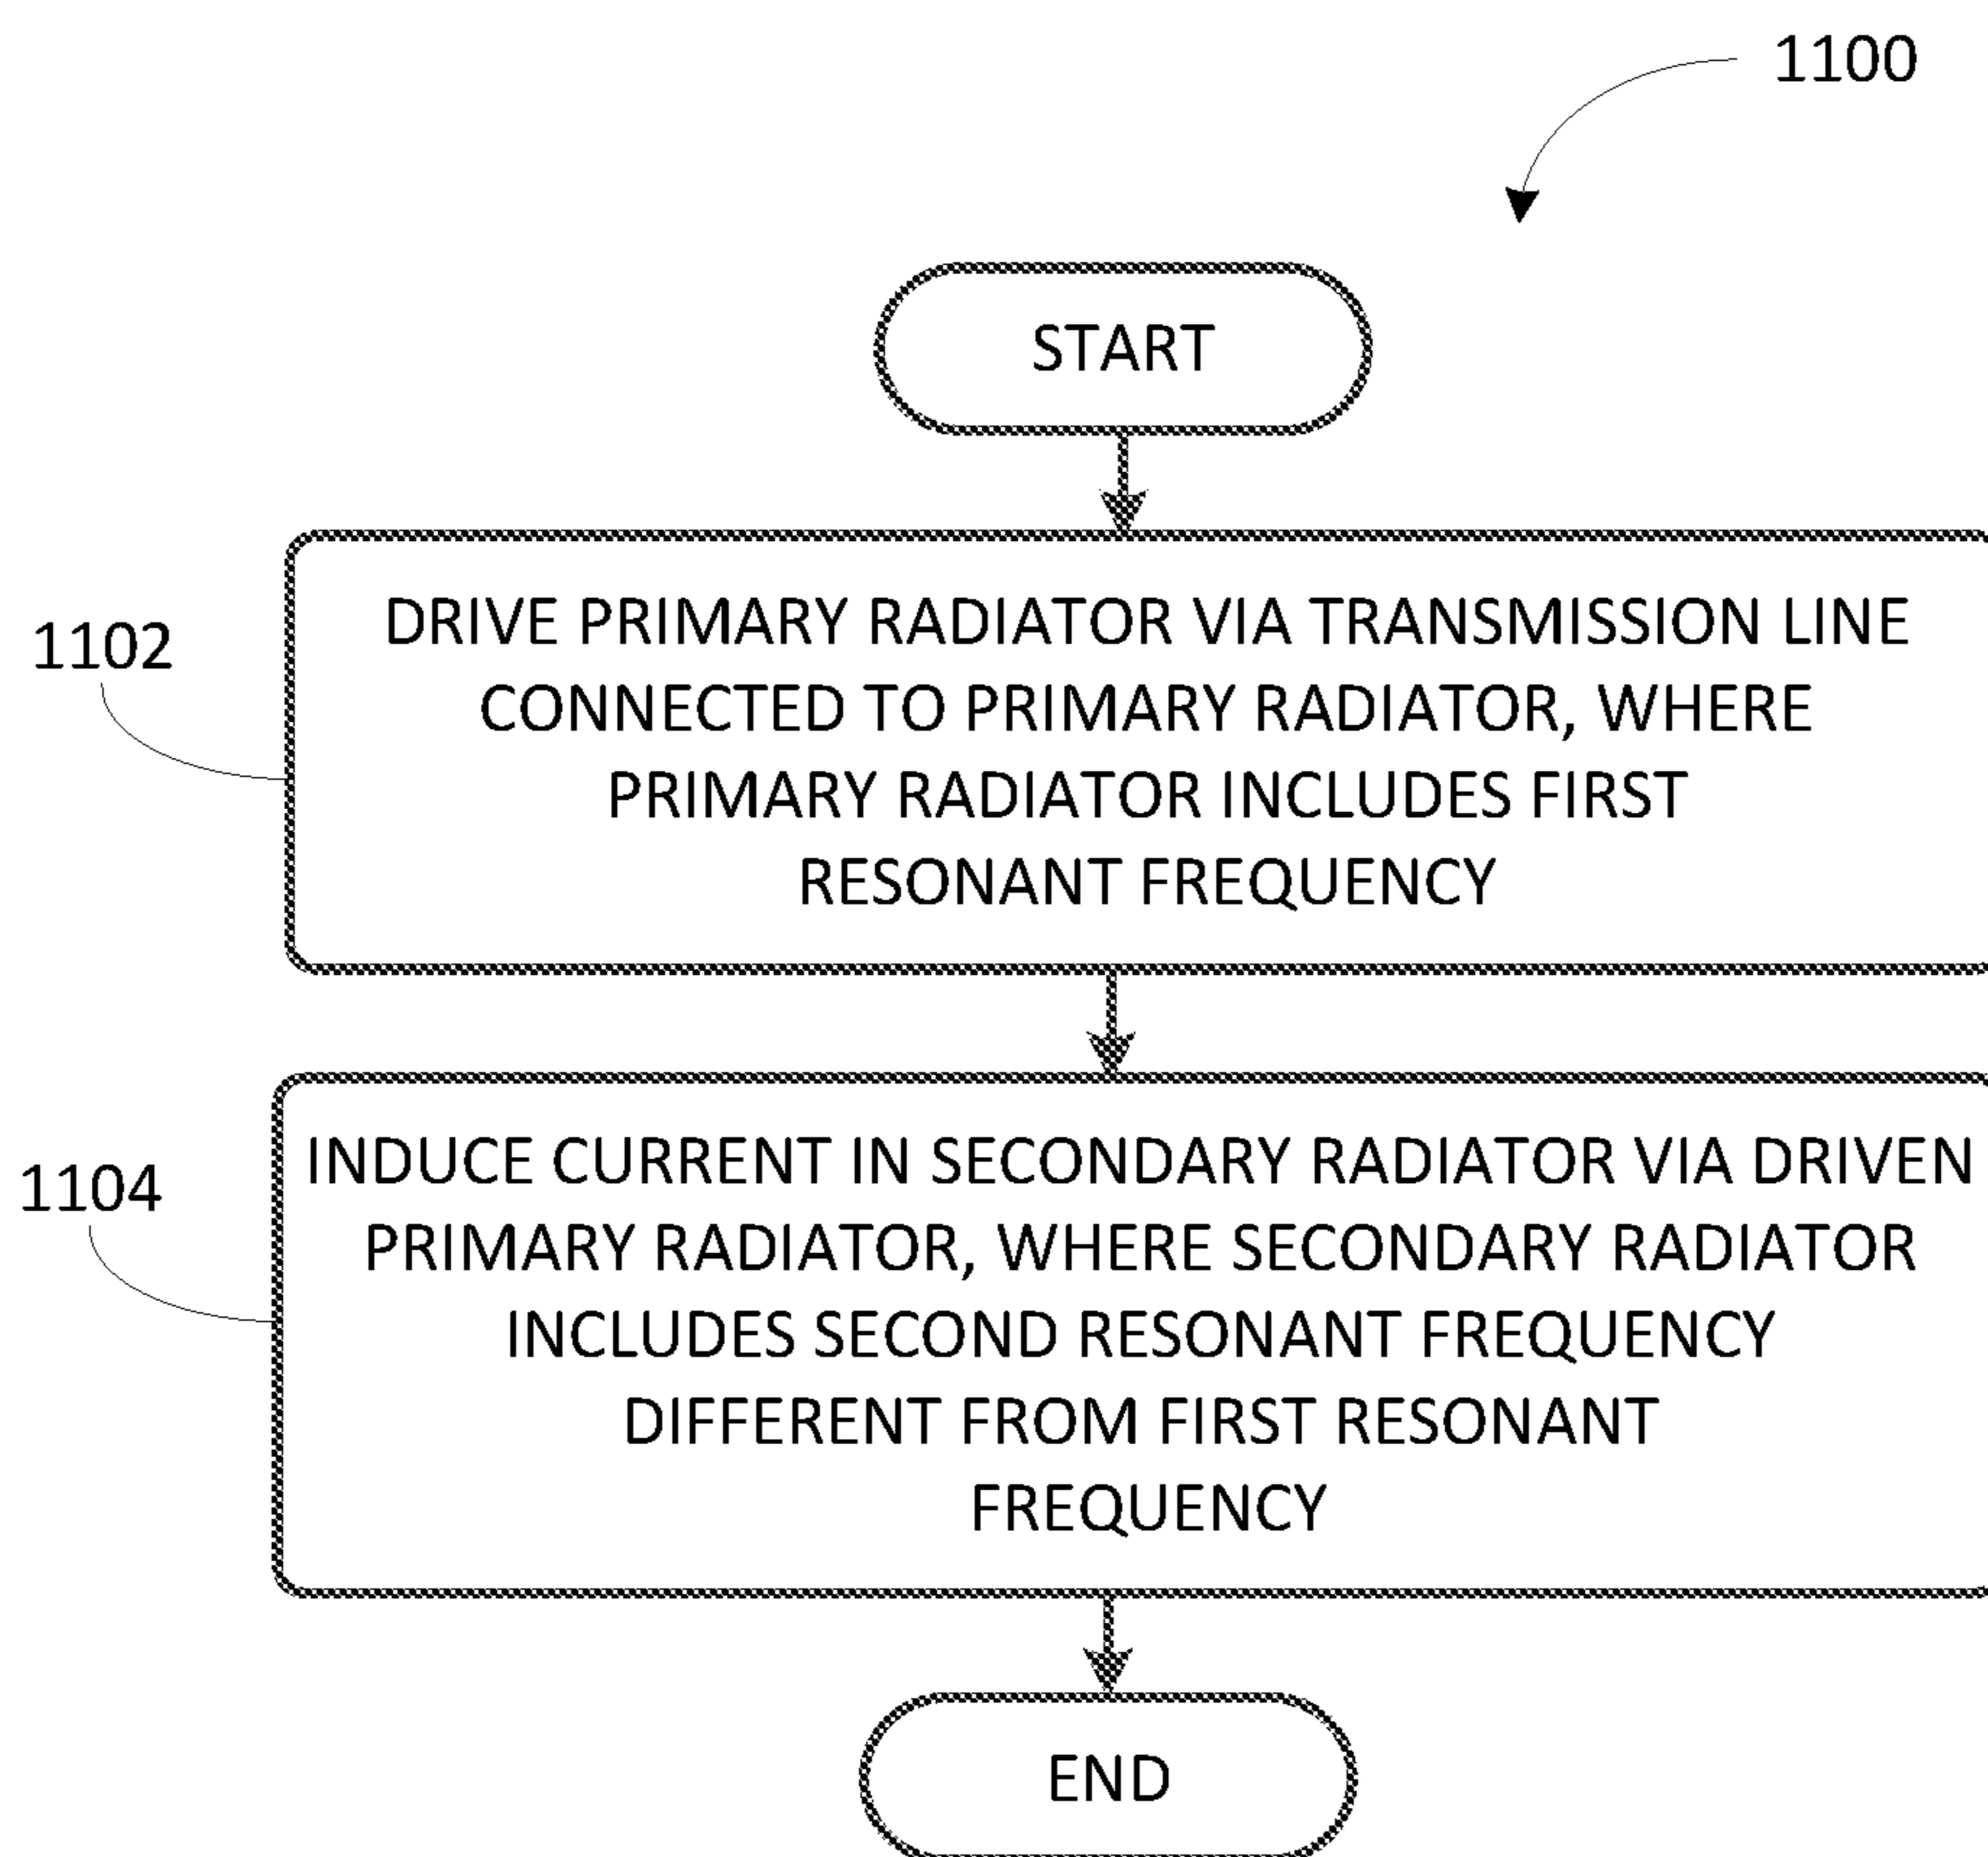 1100
START
1102
DRIVE PRIMARY RADIATOR VIA TRANSMISSION LINE
CONNECTED TO PRIMARY RADIATOR, WHERE
PRIMARY RADIATOR INCLUDES FIRST
RESONANT FREQUENCY
1104
INDUCE CURRENT IN SECONDARY RADIATOR VIA DRIVEN
PRIMARY RADIATOR, WHERE SECONDARY RADIATOR
INCLUDES SECOND RESONANT FREQUENCY
DIFFERENT FROM FIRST RESONANT
FREQUENCY
END